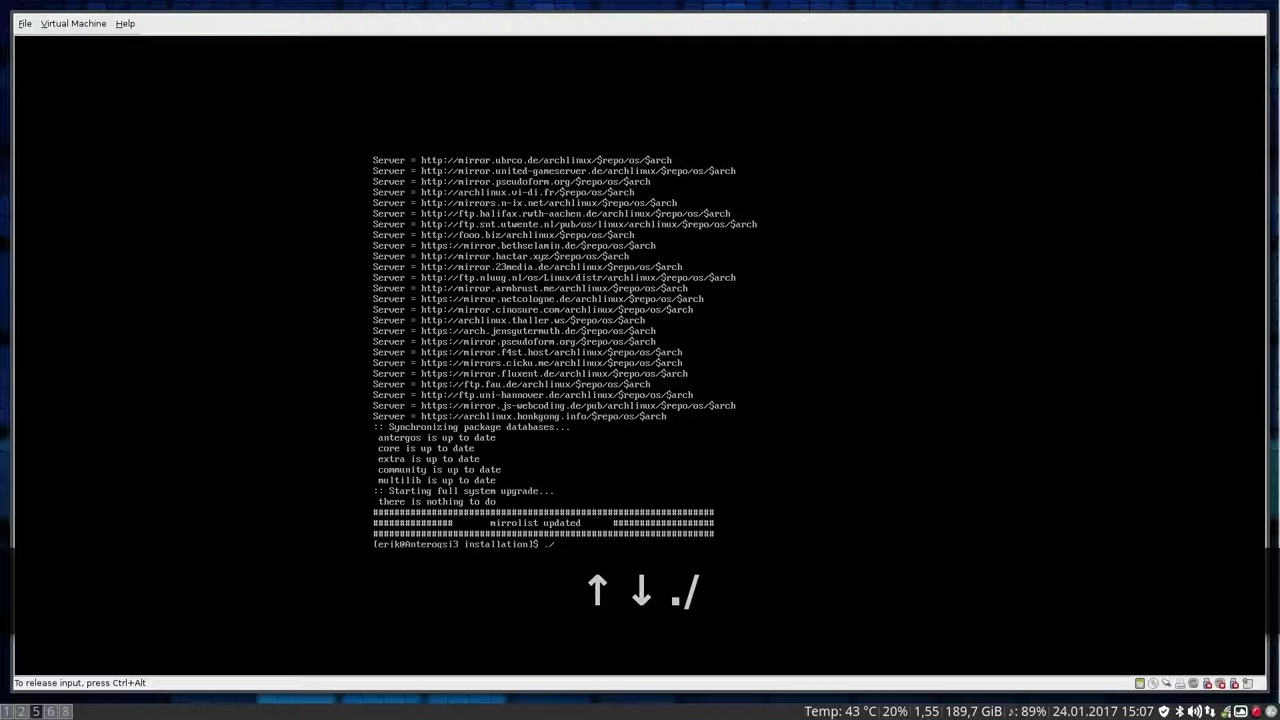 File Virtual Machine Help
Server = http://mirror.ubrco.de/archlinux/$repo/os/$arch
Server = http://mirror.united-gameserver.de/archlinux/$repo/os/$arch
Server = http://mirror.pseudoform.org/$repo/os/$arch
Server = http://archlinux.vi-di.fr/$repo/os/$arch
Server = http://mirrors.n-ix.net/archlinux/$repo/os/$arch
Server = http://ftp.halifax.rwth-aachen.de/archlinux/$repo/os/$arch
Server = http://ftp.snt.utwente.nl/pub/os/linux/archlinux/$repo/os/$arch
Server = http://fooo.biz/archlinux/$repo/os/$arch
Server = https://mirror.bethselamin.de/$repo/os/$arch
Server = http://mirror.hactar.xyz/$repo/os/$arch
Server = http://mirror.23media.de/archlinux/$repo/os/$arch
Server = http://ftp.nluug.nl/os/Linux/distr/archlinux/$repo/os/$arch
Server = http://mirror.armbrust.me/archlinux/$repo/os/$arch
Server = https://mirror.netcologne.de/archlinux/$repo/os/$arch
Server = http://mirror.cinosure.com/archlinux/$repo/os/$arch
Server = http://archlinux.thaller.ws/$repo/os/$arch
Server = https://arch.jensgutermuth.de/$repo/os/$arch
Server = https://mirror.pseudoform.org/$repo/os/$arch
Server = https://mirror.f4st.host/archlinux/$repo/os/$arch
Server = https://mirrors.cicku.me/archlinux/$repo/os/$arch
Server = https://mirror.fluxent.de/archlinux/$repo/os/$arch
Server = https://ftp.fau.de/archlinux/$repo/os/$arch
Server = http://ftp.uni-hannover.de/archlinux/$repo/os/$arch
Server = https://mirror.js-webcoding.de/pub/archlinux/$repo/os/$arch
Server = https://archlinux.honkgong.info/$repo/os/$arch
:: Synchronizing package databases...
antergos is up to date
core is up to date
extra is up to date
community is up to date
multilib is up to date
:: Starting full system upgrade...
there is nothing to do
################################################################
############### mirrolist updated ###################
################################################################
[erik@Anterogsi3 installation]$ ./
↑ ↓ ./
To release input, press Ctrl+Alt
1 2 5 6 8 Temp: 43 °C 20% 1,55 189,7 GiB ♪: 89% 24.01.2017 15:07